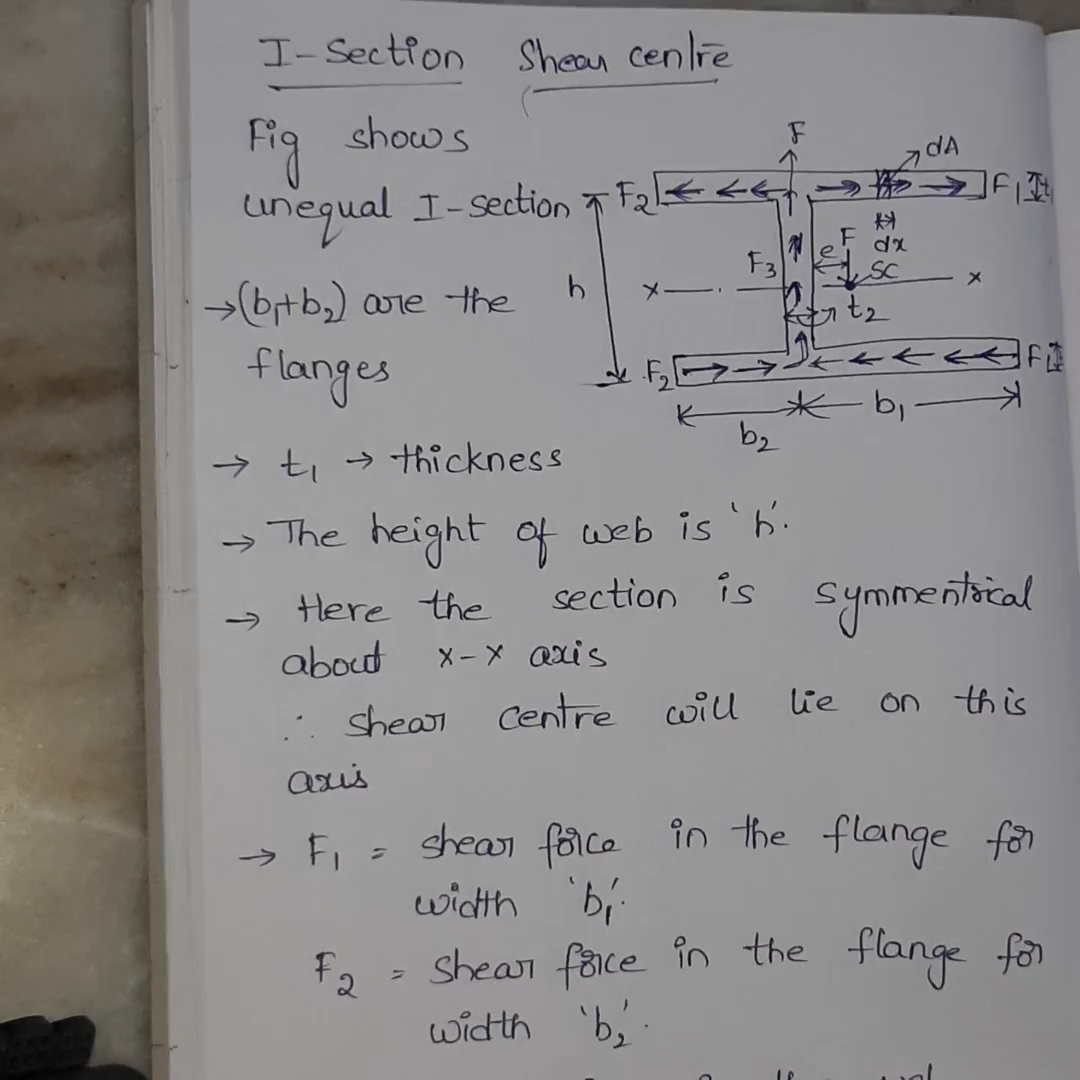 I-Section Shear centre
Fig shows
unequal I-section
→(b₁+b₂) are the
flanges
F
dA
F₂
F₁
t₁
dx
h
F₃
e
F
SC
x
x
t₂
F₂
F₁
b₂
b₁
→ t₁ → thickness
→ The height of web is 'h'.
→ Here the section is symmentrical
about x-x axis
∴ shear centre will lie on this
axis
→ F₁ = shear force in the flange for
width 'b₁'.
F₂ = shear force in the flange for
width 'b₂'.